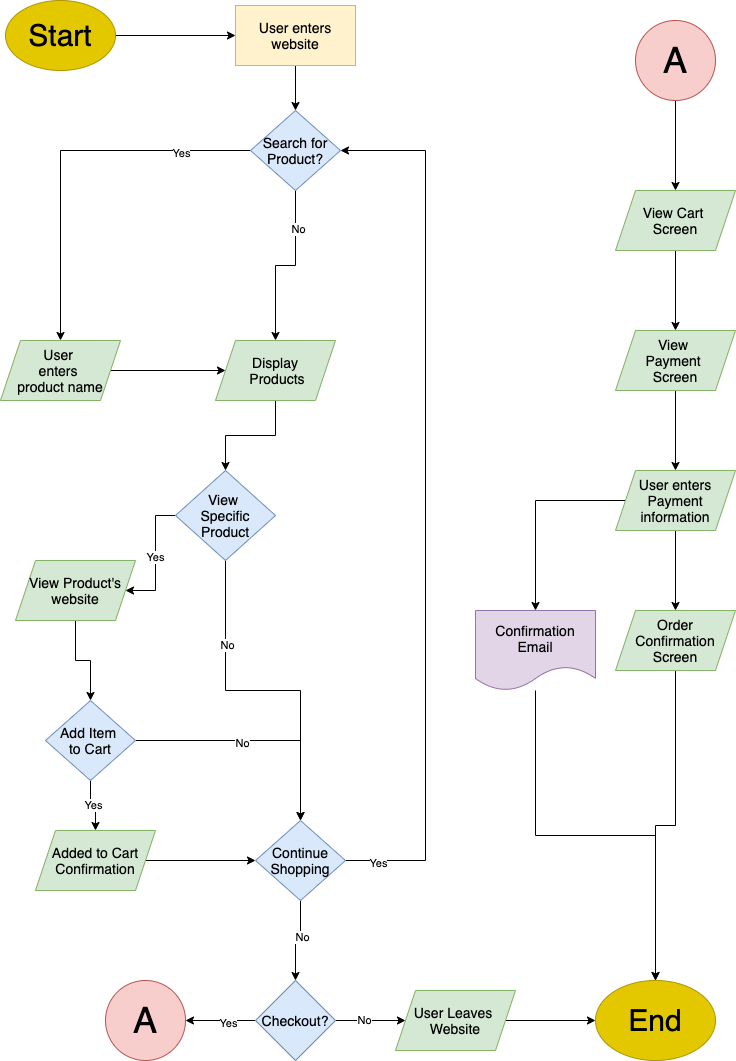 Start
User enters
website
A
Search for
Product?
Yes
No
View Cart
Screen
User
enters
product name
Display
Products
View
Payment
Screen
View
Specific
Product
User enters
Payment
information
Yes
View Product's
website
No
Confirmation
Email
Order
Confirmation
Screen
Add Item
to Cart
No
Yes
Added to Cart
Confirmation
Continue
Shopping
Yes
No
A
Yes
Checkout?
No
User Leaves
Website
End